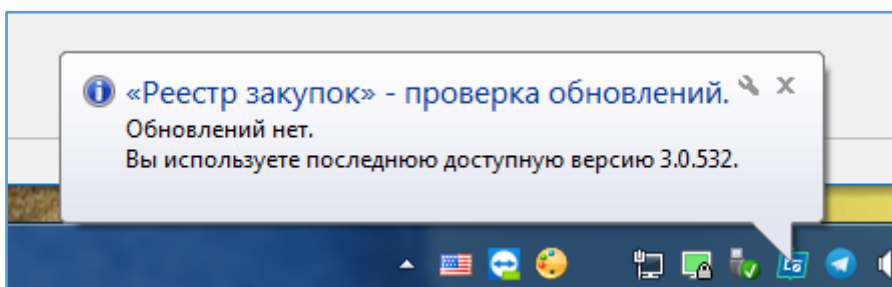 «Реестр закупок» - проверка обновлений.
Обновлений нет.
Вы используете последнюю доступную версию 3.0.532.